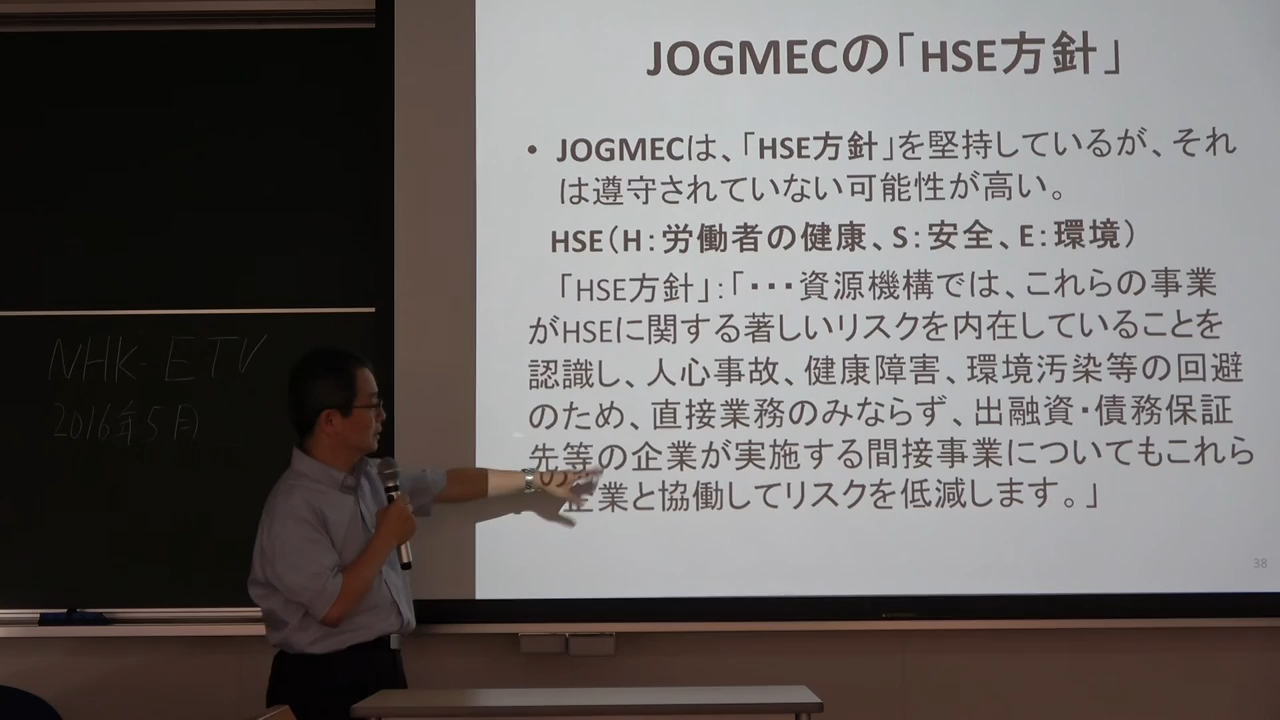 JOGMECの「HSE方針」
• JOGMECは、「HSE方針」を堅持しているが、それ
は遵守されていない可能性が高い。
HSE(H:労働者の健康、S:安全、E:環境)
「HSE方針」:「・・・資源機構では、これらの事業
がHSEに関する著しいリスクを内在していることを
認識し、人心事故、健康障害、環境汚染等の回避
のため、直接業務のみならず、出融資・債務保証
先等の企業が実施する間接事業についてもこれら
の企業と協働してリスクを低減します。」
38
NHK-ETV
2016年5月